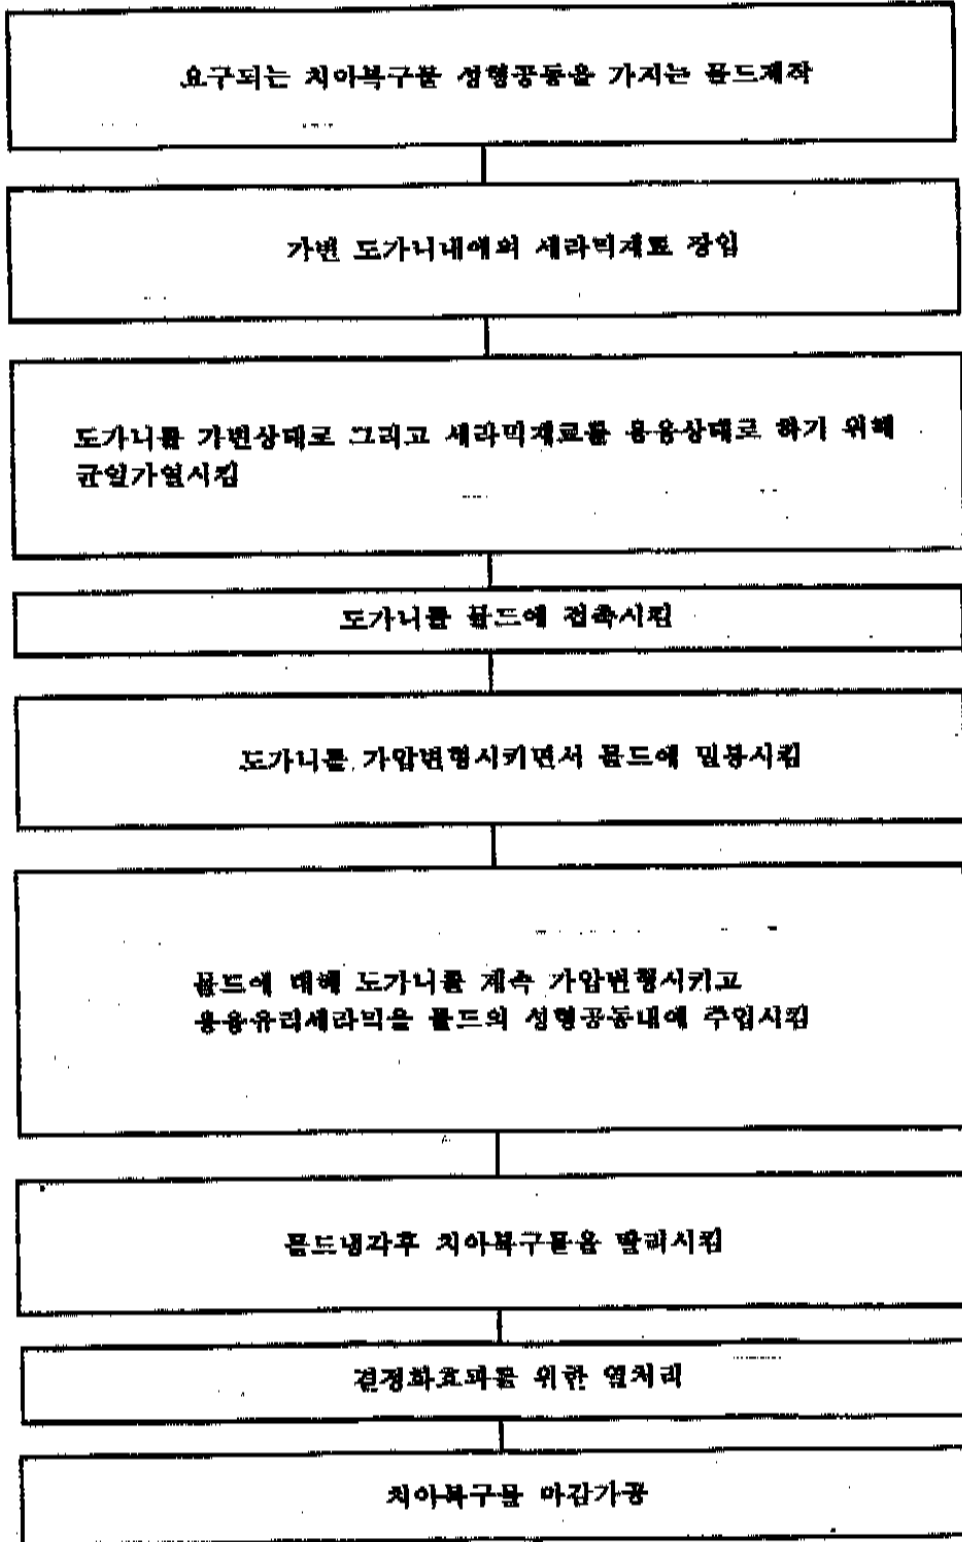 요구되는 치아복구물 성형공동을 가지는 몰드제작
가변 도가니내에의 세라믹재료 장입
도가니를 가변상태로 그리고 세라믹재료를 용융상태로 하기 위해
균일가열시킴
도가니를 몰드에 접촉시킴
도가니를 가압변형시키면서 몰드에 밀봉시킴
몰드에 대해 도가니를 계속 가압변형시키고
용융유리세라믹을 몰드의 성형공동내에 주입시킴
몰드냉각후 치아복구물을 딸리시킴
결정화효과를 위한 열처리
치아복구물 마감가공